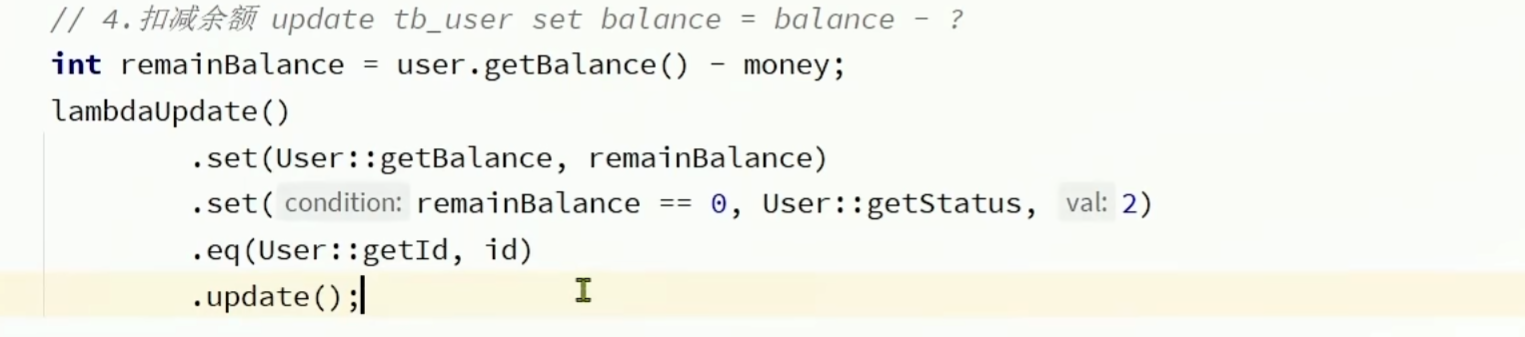 // 4.扣减余额 update tb_user set balance = balance - ?
int remainBalance = user.getBalance() - money;
lambdaUpdate()
.set(User::getBalance, remainBalance)
.set( condition: remainBalance == 0, User::getStatus, val: 2)
.eq(User::getId, id)
.update();